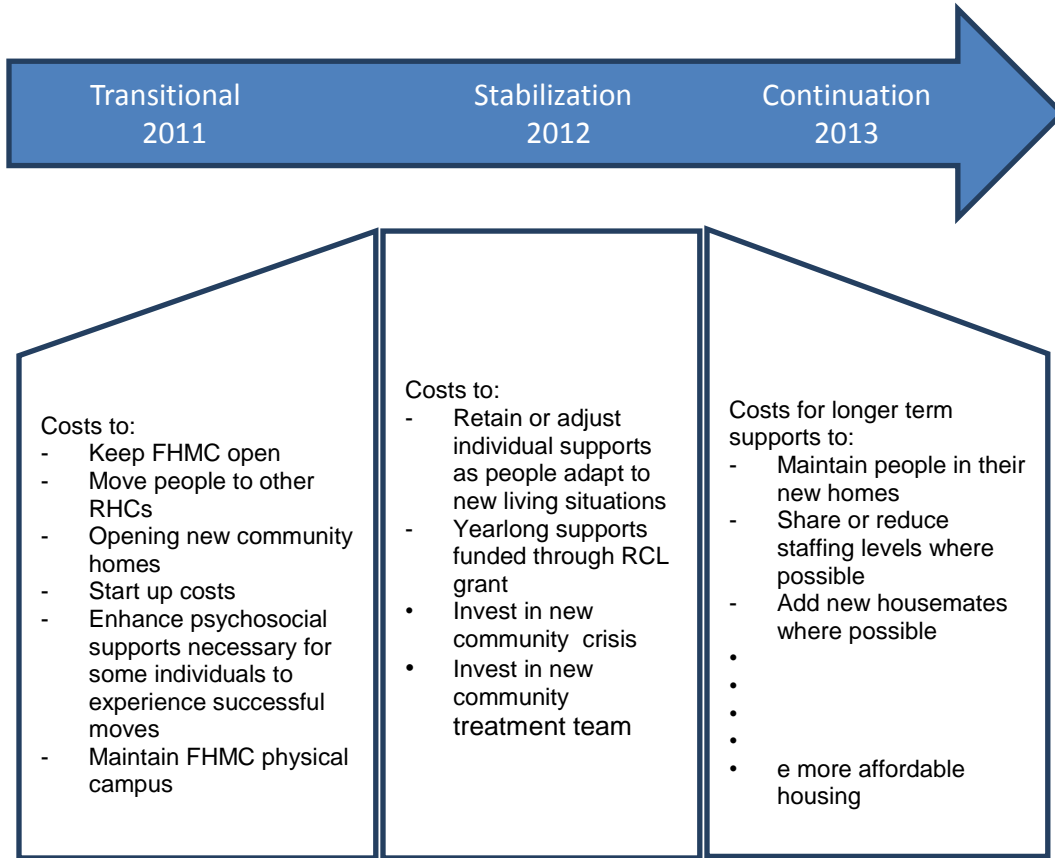 Transitional
2011
Stabilization
2012
Continuation
2013
Costs to:
- Keep FHMC open
- Move people to other
RHCs
- Opening new community
homes
- Start up costs
- Enhance psychosocial
supports necessary for
some individuals to
experience successful
moves
- Maintain FHMC physical
campus
Costs to:
- Retain or adjust
individual supports
as people adapt to
new living situations
- Yearlong supports
funded through RCL
grant
• Invest in new
community crisis
• Invest in new
community
treatment team
Costs for longer term
supports to:
- Maintain people in their
new homes
- Share or reduce
staffing levels where
possible
- Add new housemates
where possible
•
•
•
•
• e more affordable
housing